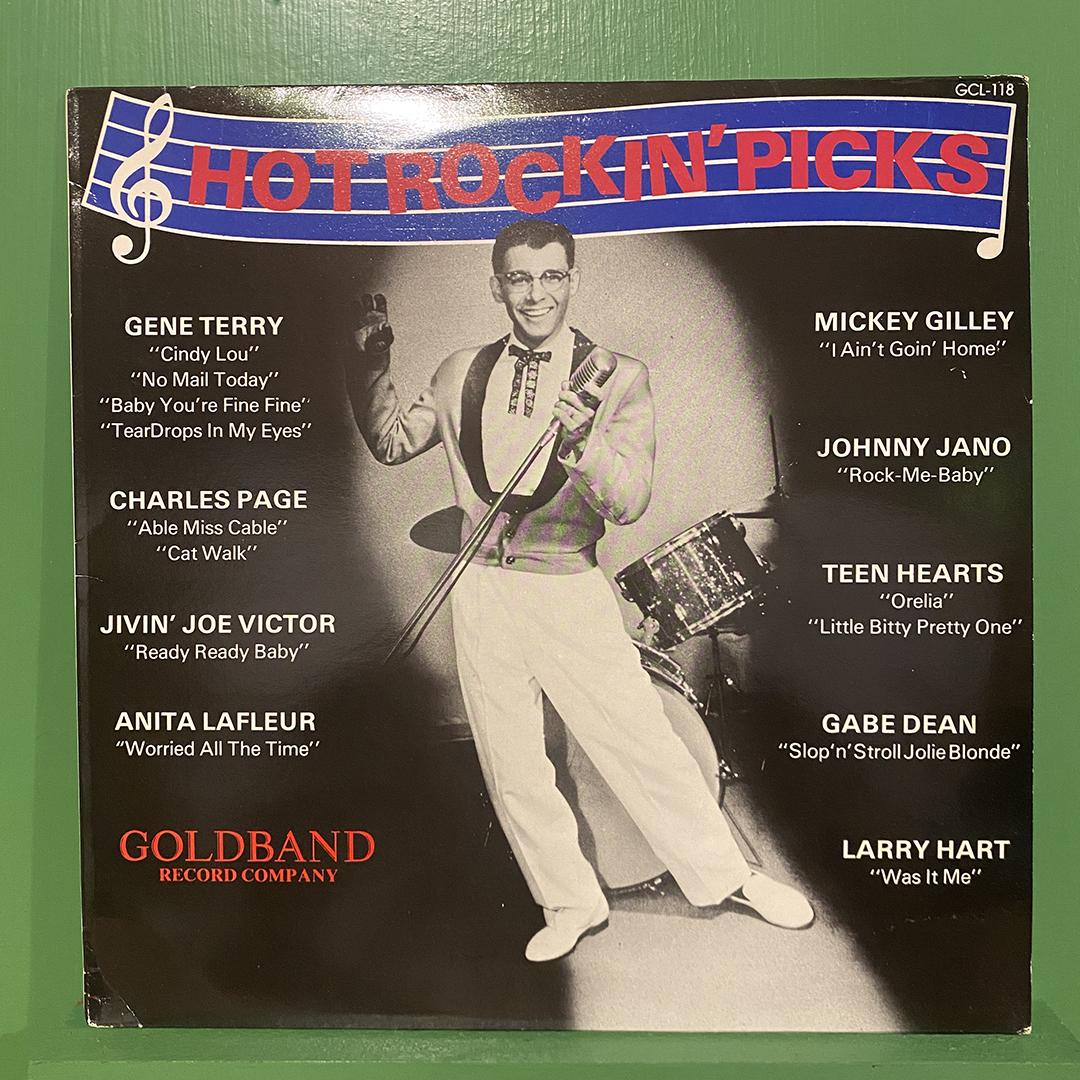 GCL-118
HOT ROCKIN' PICKS
GENE TERRY
"Cindy Lou"
"No Mail Today"
"Baby You're Fine Fine"
"TearDrops In My Eyes"
CHARLES PAGE
"Able Miss Cable"
"Cat Walk"
JIVIN' JOE VICTOR
"Ready Ready Baby"
ANITA LAFLEUR
"Worried All The Time"
GOLDBAND
RECORD COMPANY
MICKEY GILLEY
"I Ain't Goin' Home"
JOHNNY JANO
"Rock-Me-Baby"
TEEN HEARTS
"Orelia"
"Little Bitty Pretty One"
GABE DEAN
"Slop'n'Stroll Jolie Blonde"
LARRY HART
"Was It Me"